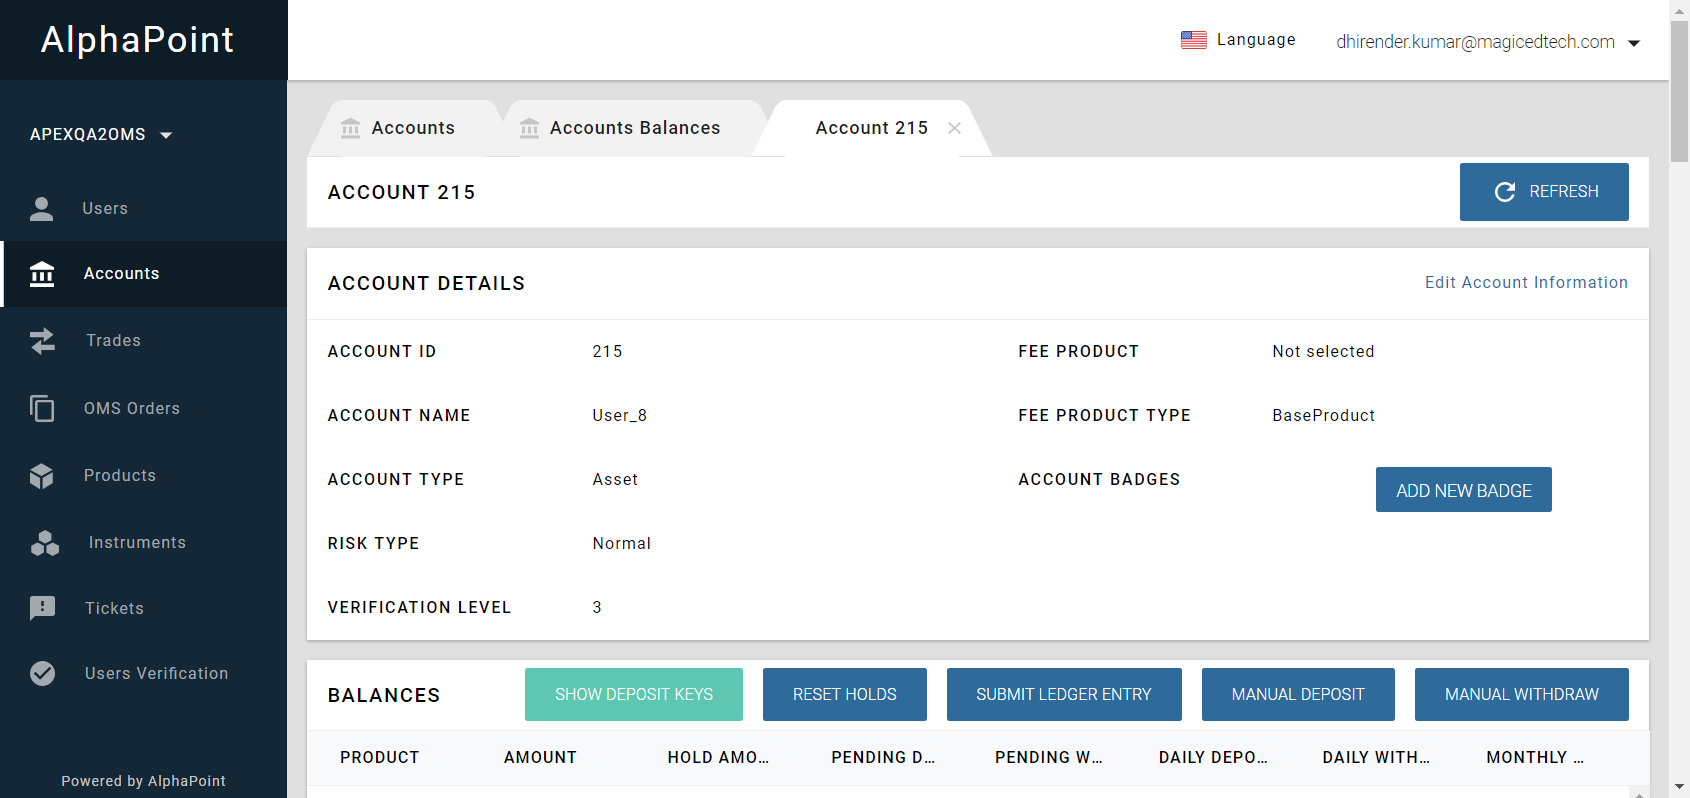 AlphaPoint
Language
dhirender.kumar@magicedtech.com
APEXQA2OMS
Users
Accounts
Trades
OMS Orders
Products
Instruments
Tickets
Users Verification
Powered by AlphaPoint
Accounts
Accounts Balances
Account 215
ACCOUNT 215
REFRESH
ACCOUNT DETAILS
Edit Account Information
ACCOUNT ID 215
FEE PRODUCT Not selected
ACCOUNT NAME User_8
FEE PRODUCT TYPE BaseProduct
ACCOUNT TYPE Asset
ACCOUNT BADGES ADD NEW BADGE
RISK TYPE Normal
VERIFICATION LEVEL 3
BALANCES
SHOW DEPOSIT KEYS
RESET HOLDS
SUBMIT LEDGER ENTRY
MANUAL DEPOSIT
MANUAL WITHDRAW
PRODUCT AMOUNT HOLD AMO... PENDING D... PENDING W... DAILY DEPO... DAILY WITH... MONTHLY ...